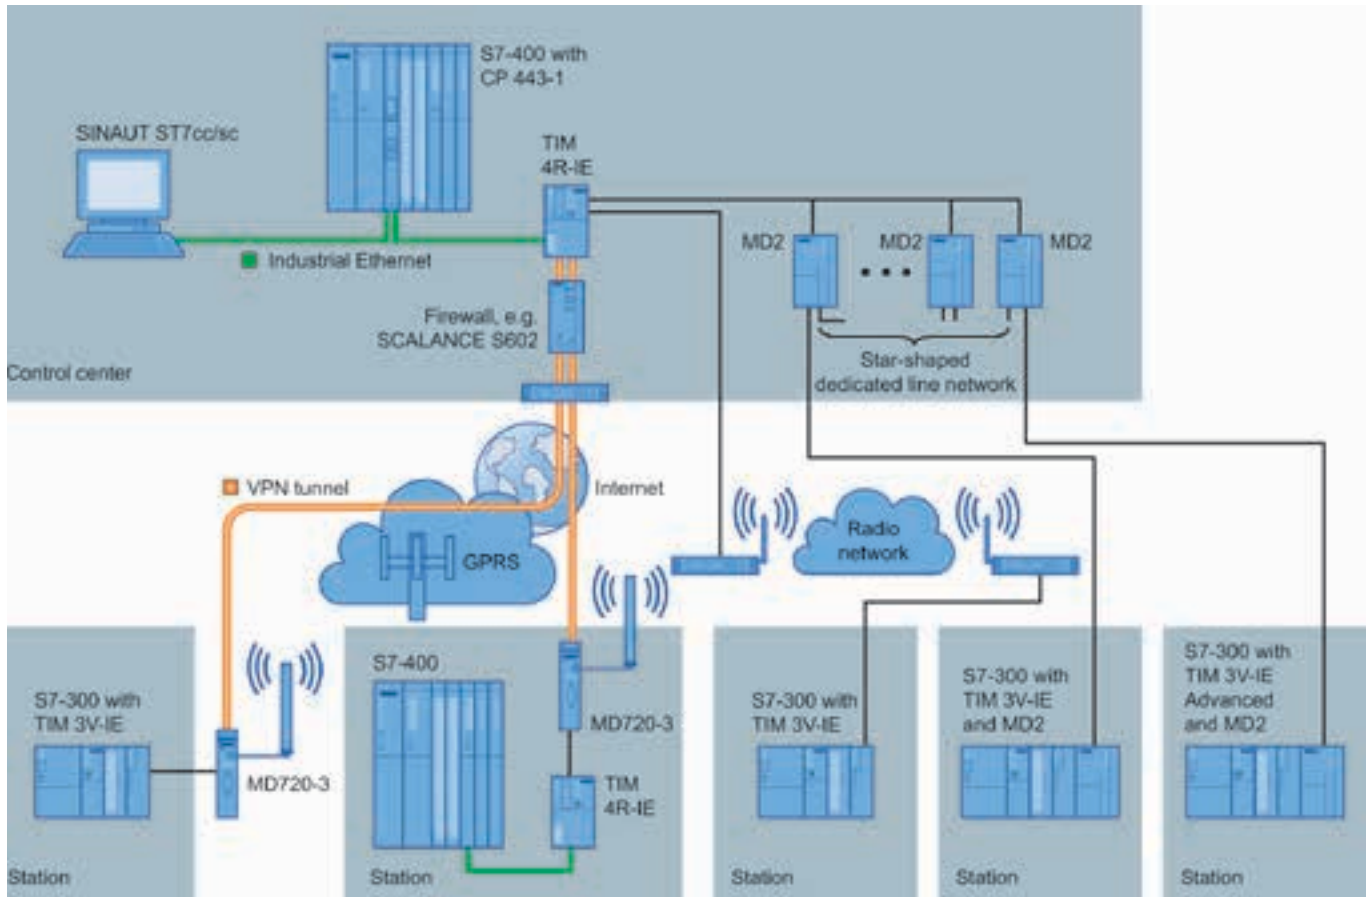 S7-400 with
CP 443-1
SINAUT ST7cc/sc
TIM
4R-IE
MD2
MD2
MD2
Industrial Ethernet
Firewall, e.g.
SCALANCE S602
Star-shaped
dedicated line network
Control center
VPN tunnel
Internet
GPRS
Radio
network
S7-300 with
TIM 3V-IE
MD720-3
Station
S7-400
MD720-3
TIM
4R-IE
Station
S7-300 with
TIM 3V-IE
Station
S7-300 with
TIM 3V-IE
and MD2
Station
S7-300 with
TIM 3V-IE
Advanced
and MD2
Station